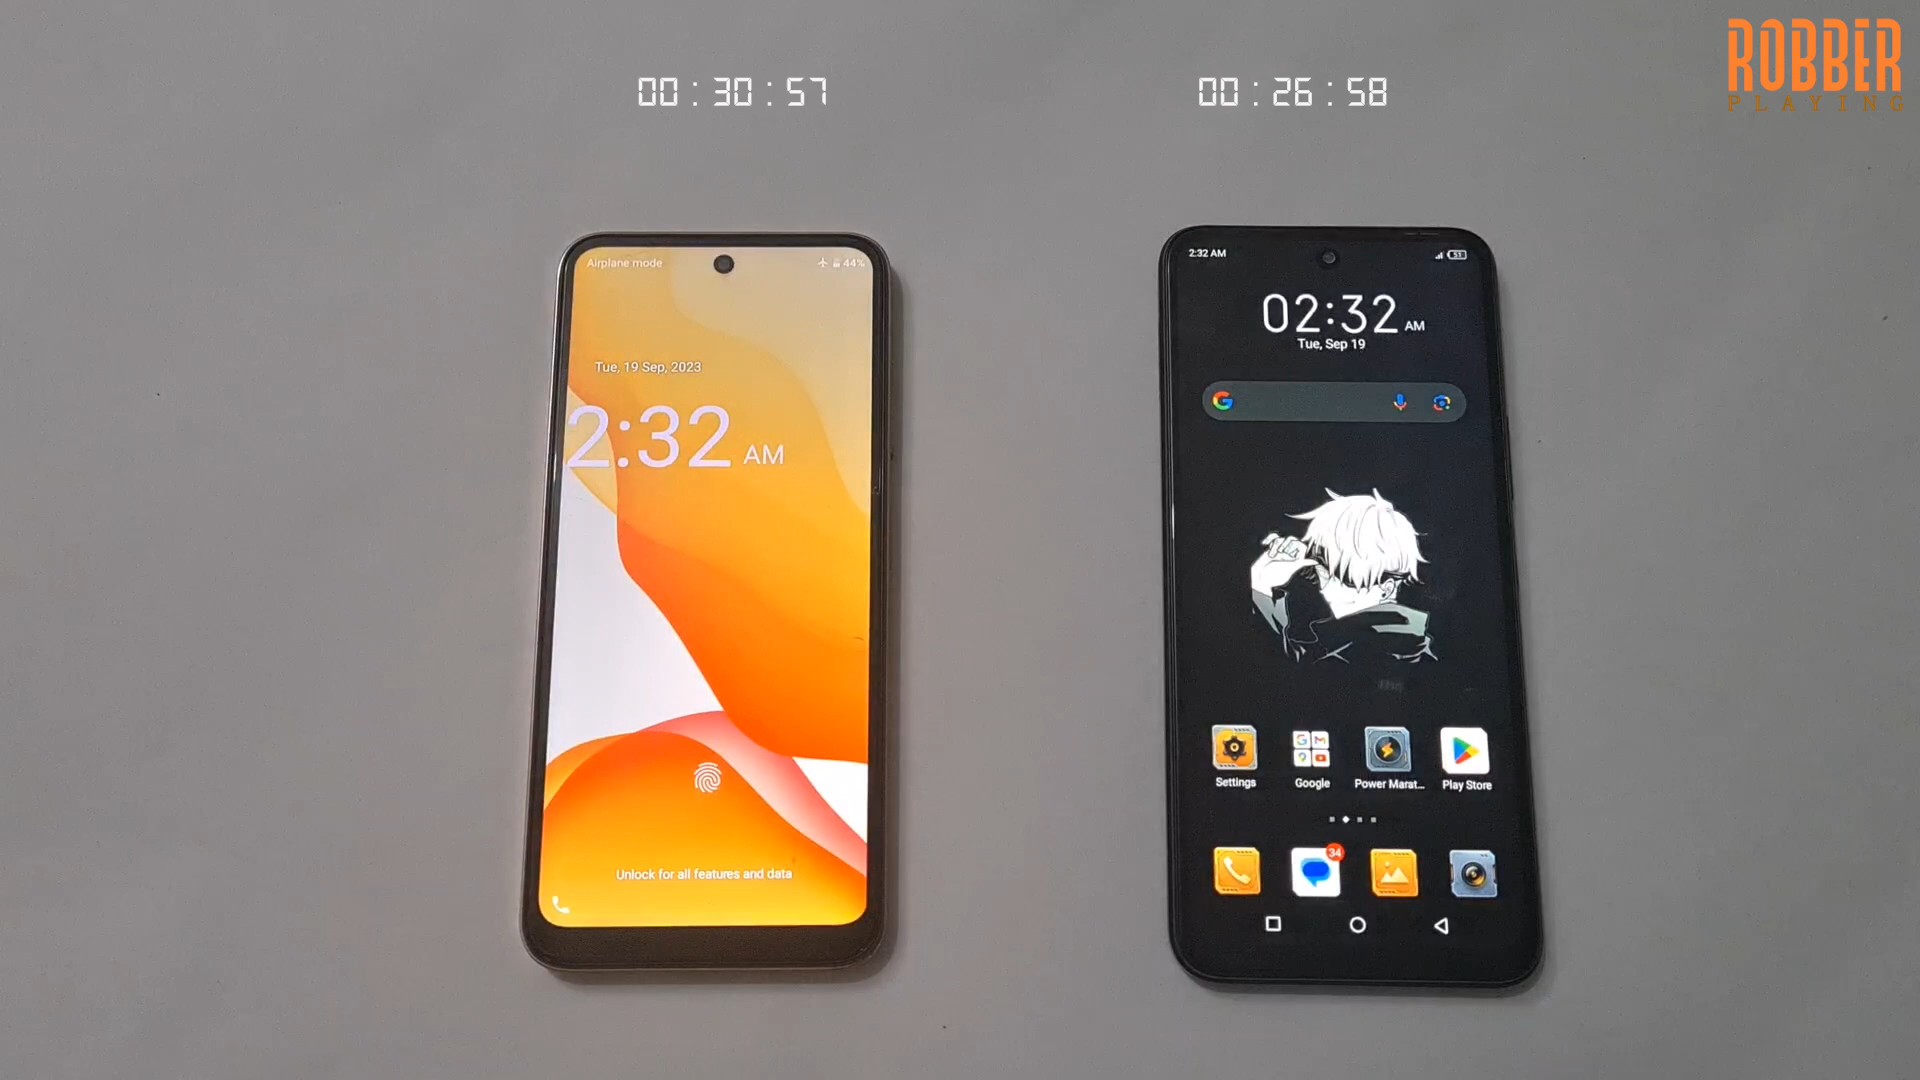 ROBBER
PLAYING
00:30:57
00:26:58
Airplane mode
44%
Tue, 19 Sep, 2023
2:32 AM
Unlock for all features and data
2:32 AM
51
02:32 AM
Tue, Sep 19
Settings
Google
Power Marat...
Play Store
34